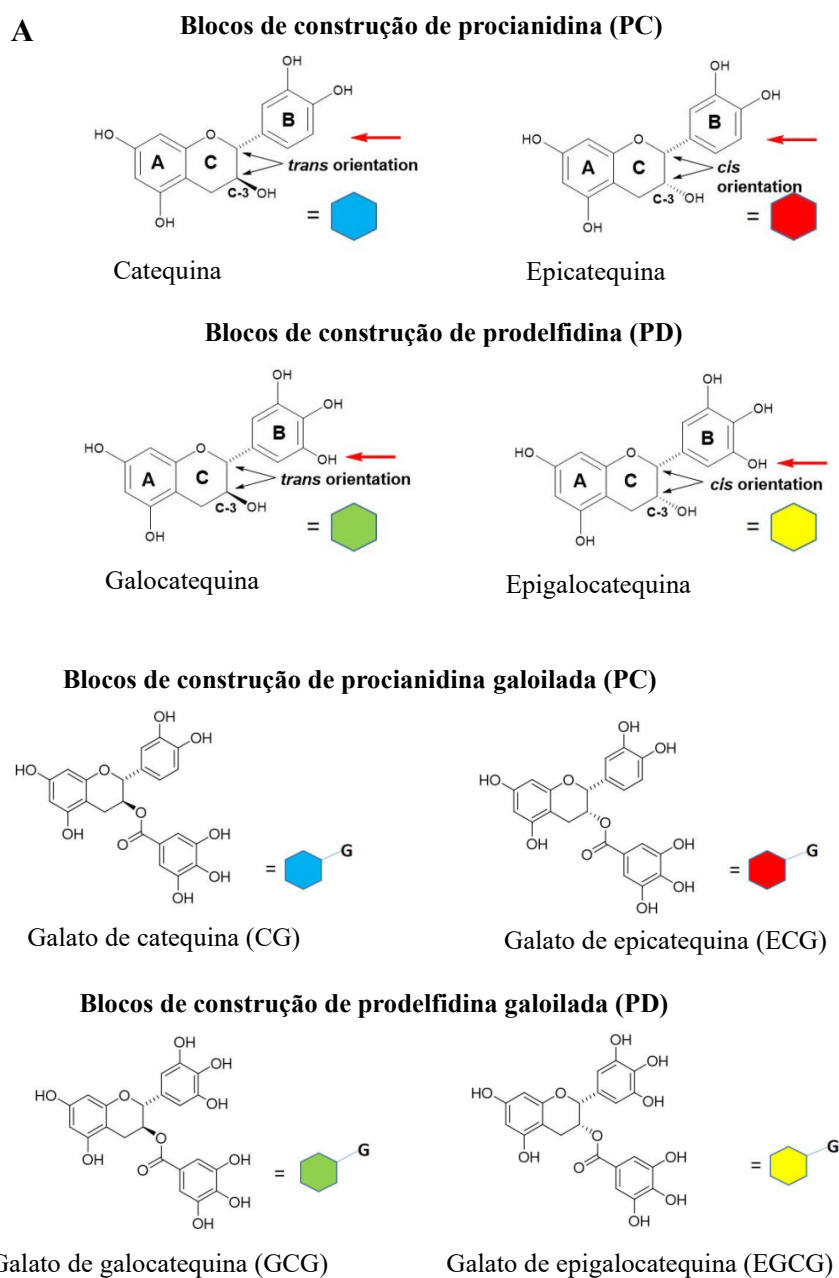 A
Blocos de construção de procianidina (PC)
OH
OH
HO
O
B
A
C
trans orientation
C-3
OH
OH
=
Catequina
OH
OH
HO
O
B
A
C
cis
orientation
C-3
OH
OH
=
Epicatequina
Blocos de construção de prodelfidina (PD)
OH
OH
HO
O
B
OH
A
C
trans orientation
C-3
OH
OH
=
Galocatequina
OH
OH
HO
O
B
OH
A
C
cis orientation
C-3
OH
OH
=
Epigalocatequina
Blocos de construção de procianidina galoilada (PC)
OH
OH
HO
O
O
OH
O
OH
OH
OH
=
G
Galato de catequina (CG)
OH
OH
HO
O
O
OH
O
OH
OH
OH
=
G
Galato de epicatequina (ECG)
Blocos de construção de prodelfidina galoilada (PD)
OH
OH
HO
O
OH
O
OH
O
OH
OH
OH
=
G
Galato de galocatequina (GCG)
OH
OH
HO
O
OH
O
OH
O
OH
OH
OH
=
G
Galato de epigalocatequina (EGCG)